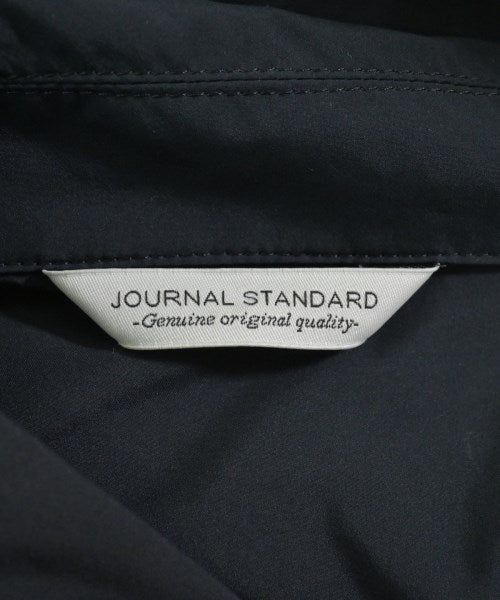 JOURNAL STANDARD
-Genuine original quality-